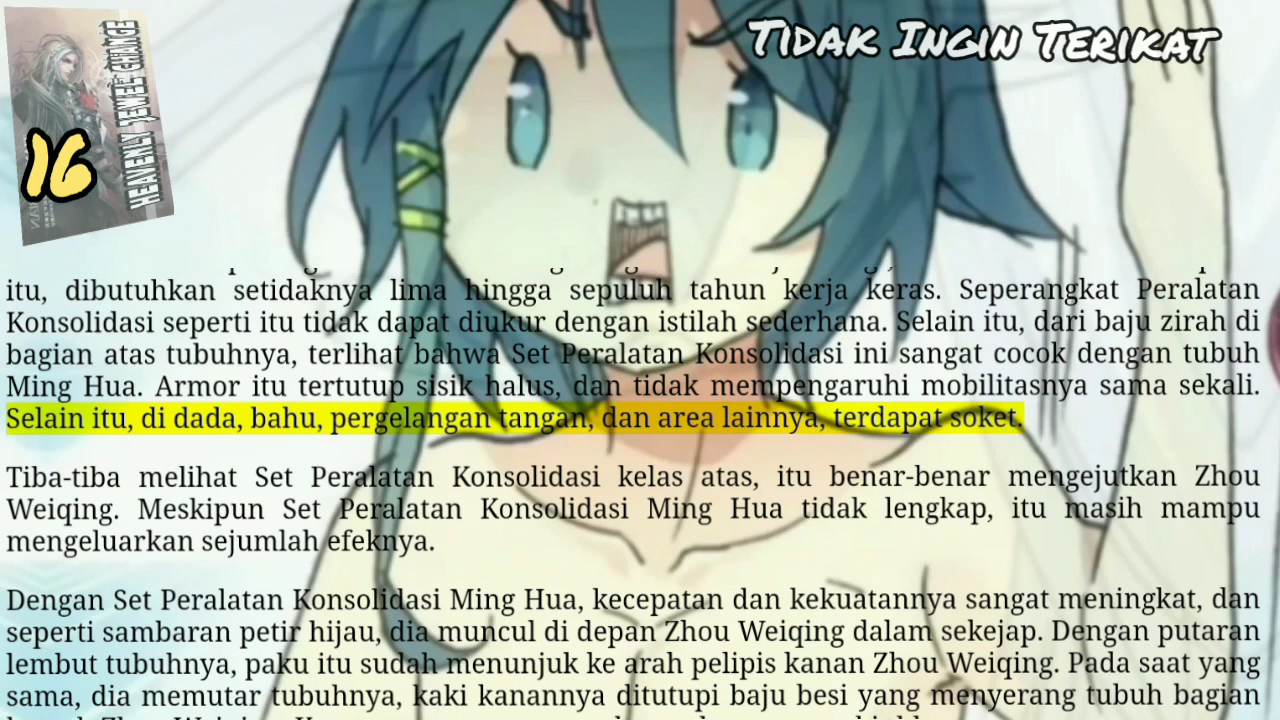 TIDAK INGIN TERIKAT
HEAVENLY JEWEL CHANGE
16
itu, dibutuhkan setidaknya lima hingga sepuluh tahun kerja keras. Seperangkat Peralatan
Konsolidasi seperti itu tidak dapat diukur dengan istilah sederhana. Selain itu, dari baju zirah di
bagian atas tubuhnya, terlihat bahwa Set Peralatan Konsolidasi ini sangat cocok dengan tubuh
Ming Hua. Armor itu tertutup sisik halus, dan tidak mempengaruhi mobilitasnya sama sekali.
Selain itu, di dada, bahu, pergelangan tangan, dan area lainnya, terdapat soket.
Tiba-tiba melihat Set Peralatan Konsolidasi kelas atas, itu benar-benar mengejutkan Zhou
Weiqing. Meskipun Set Peralatan Konsolidasi Ming Hua tidak lengkap, itu masih mampu
mengeluarkan sejumlah efeknya.
Dengan Set Peralatan Konsolidasi Ming Hua, kecepatan dan kekuatannya sangat meningkat, dan
seperti sambaran petir hijau, dia muncul di depan Zhou Weiqing dalam sekejap. Dengan putaran
lembut tubuhnya, paku itu sudah menunjuk ke arah pelipis kanan Zhou Weiqing. Pada saat yang
sama, dia memutar tubuhnya, kaki kanannya ditutupi baju besi yang menyerang tubuh bagian